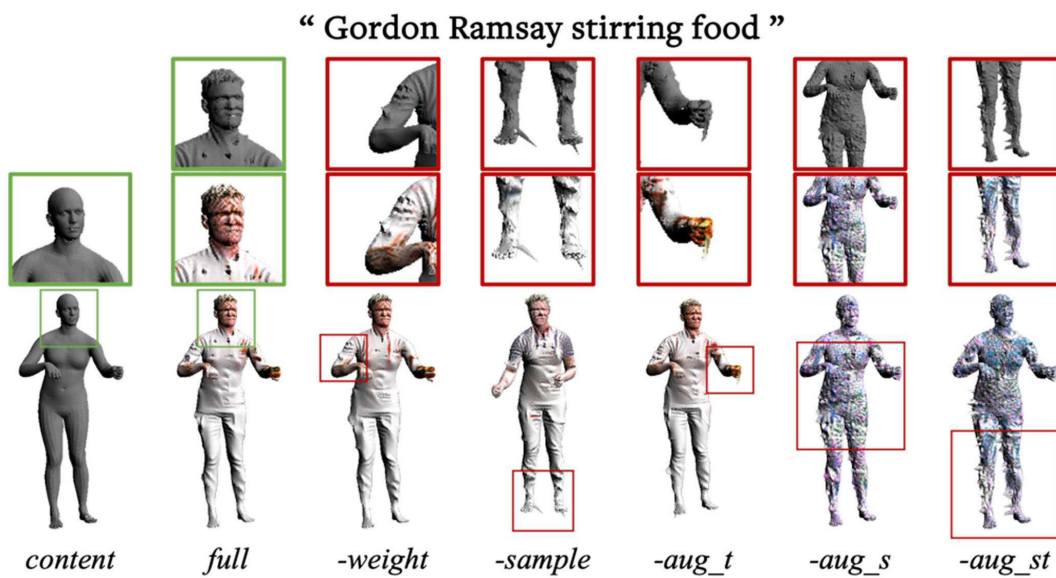 “ Gordon Ramsay stirring food ”
content full -weight -sample -aug_t -aug_s -aug_st